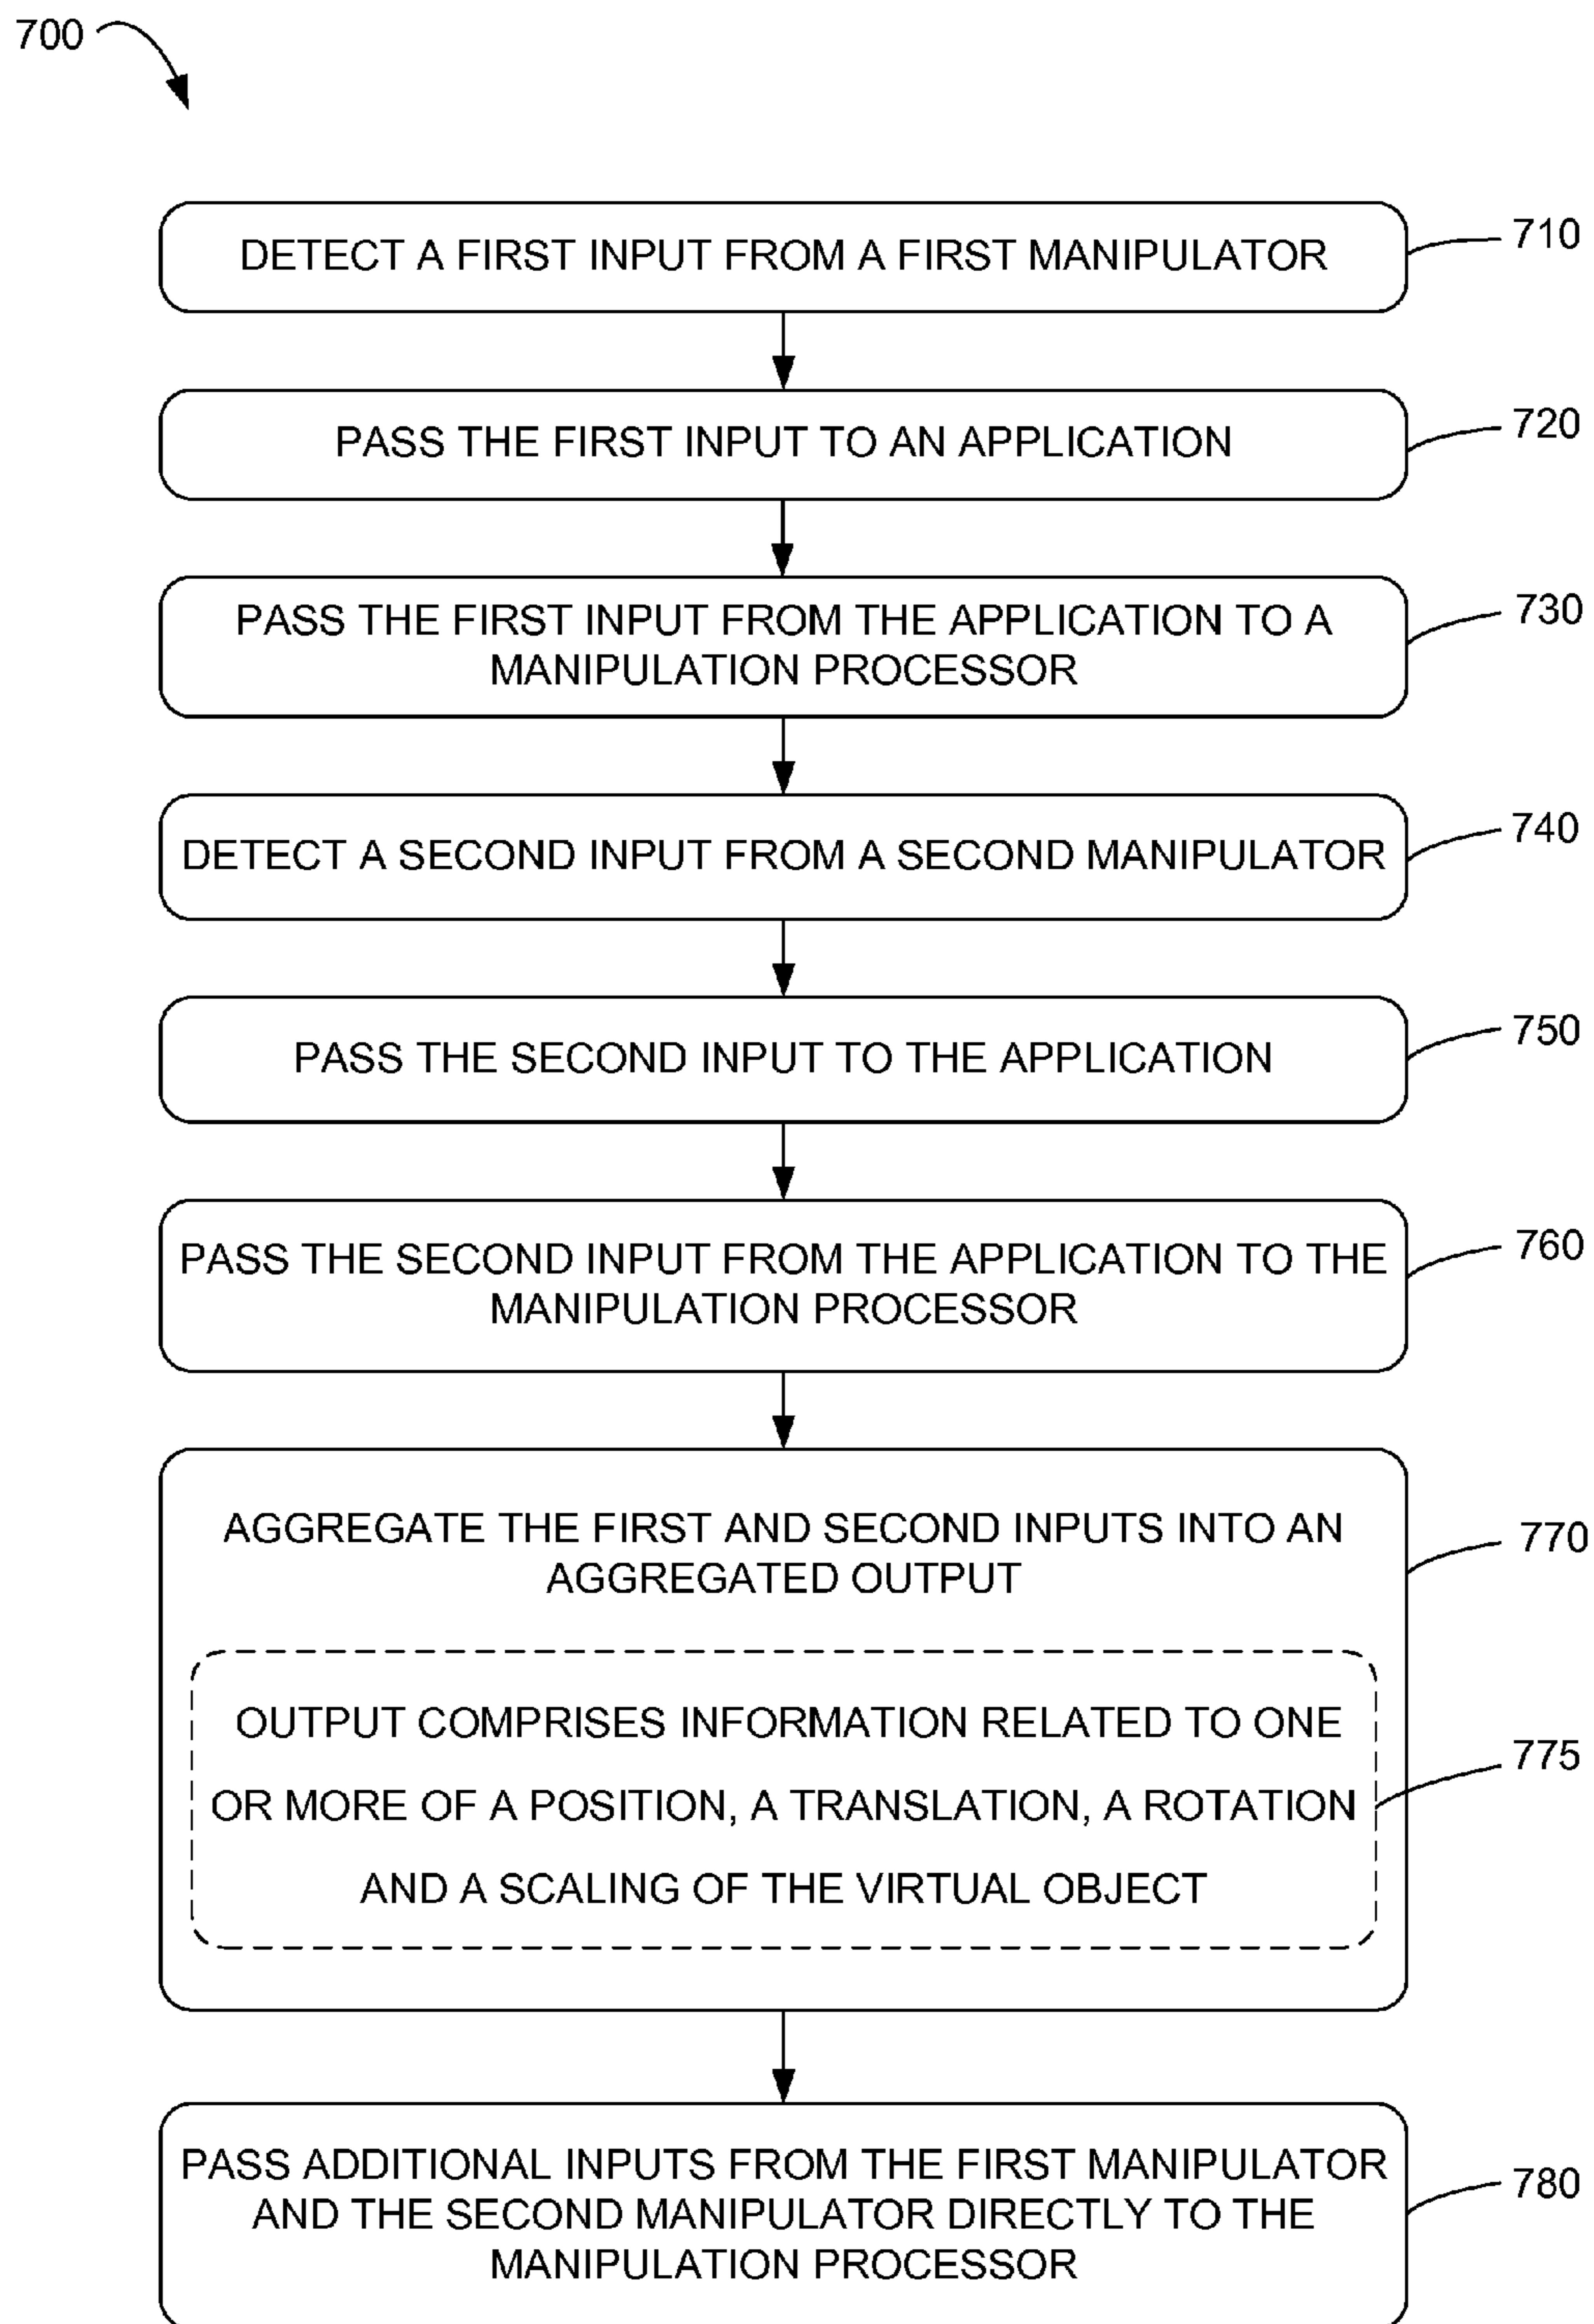 700
DETECT A FIRST INPUT FROM A FIRST MANIPULATOR
710
PASS THE FIRST INPUT TO AN APPLICATION
720
PASS THE FIRST INPUT FROM THE APPLICATION TO A
MANIPULATION PROCESSOR
730
DETECT A SECOND INPUT FROM A SECOND MANIPULATOR
740
PASS THE SECOND INPUT TO THE APPLICATION
750
PASS THE SECOND INPUT FROM THE APPLICATION TO THE
MANIPULATION PROCESSOR
760
AGGREGATE THE FIRST AND SECOND INPUTS INTO AN
AGGREGATED OUTPUT
770
OUTPUT COMPRISES INFORMATION RELATED TO ONE
OR MORE OF A POSITION, A TRANSLATION, A ROTATION
AND A SCALING OF THE VIRTUAL OBJECT
775
PASS ADDITIONAL INPUTS FROM THE FIRST MANIPULATOR
AND THE SECOND MANIPULATOR DIRECTLY TO THE
MANIPULATION PROCESSOR
780